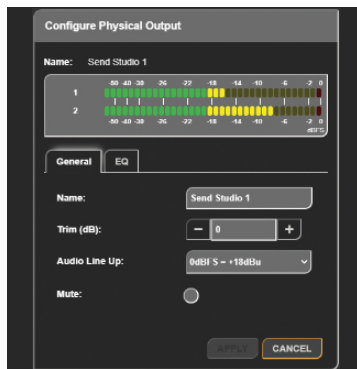 Configure Physical Output
Name: Send Studio 1
-50 -40 -30 -26 -22 -18 -14 -10 -6 -2 0
1
2
-50 -40 -30 -26 -22 -18 -14 -10 -6 -2 0
dBFS
General EQ
Name: Send Studio 1
Trim (dB): − 0 +
Audio Line Up: 0dBFS = +18dBu
Mute:
APPLY CANCEL